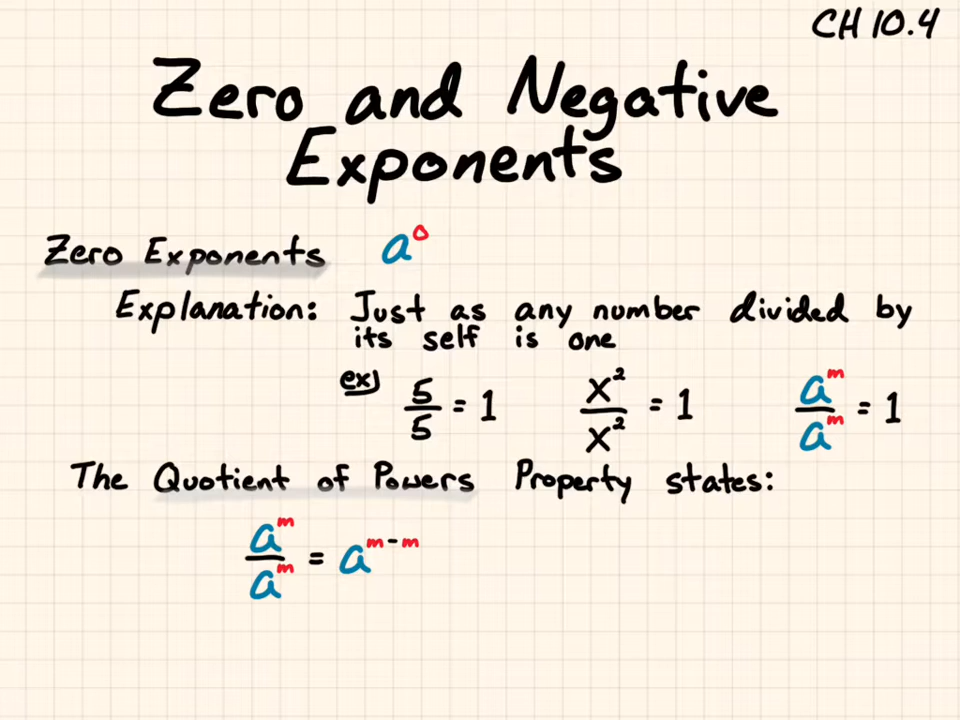 CH 10.4
Zero and Negative
Exponents
Zero Exponents a⁰
Explanation: Just as any number divided by
its self is one
ex) 5/5 = 1 x²/x² = 1 aᵐ/aᵐ = 1
The Quotient of Powers Property states:
aᵐ/aᵐ = aᵐ⁻ᵐ